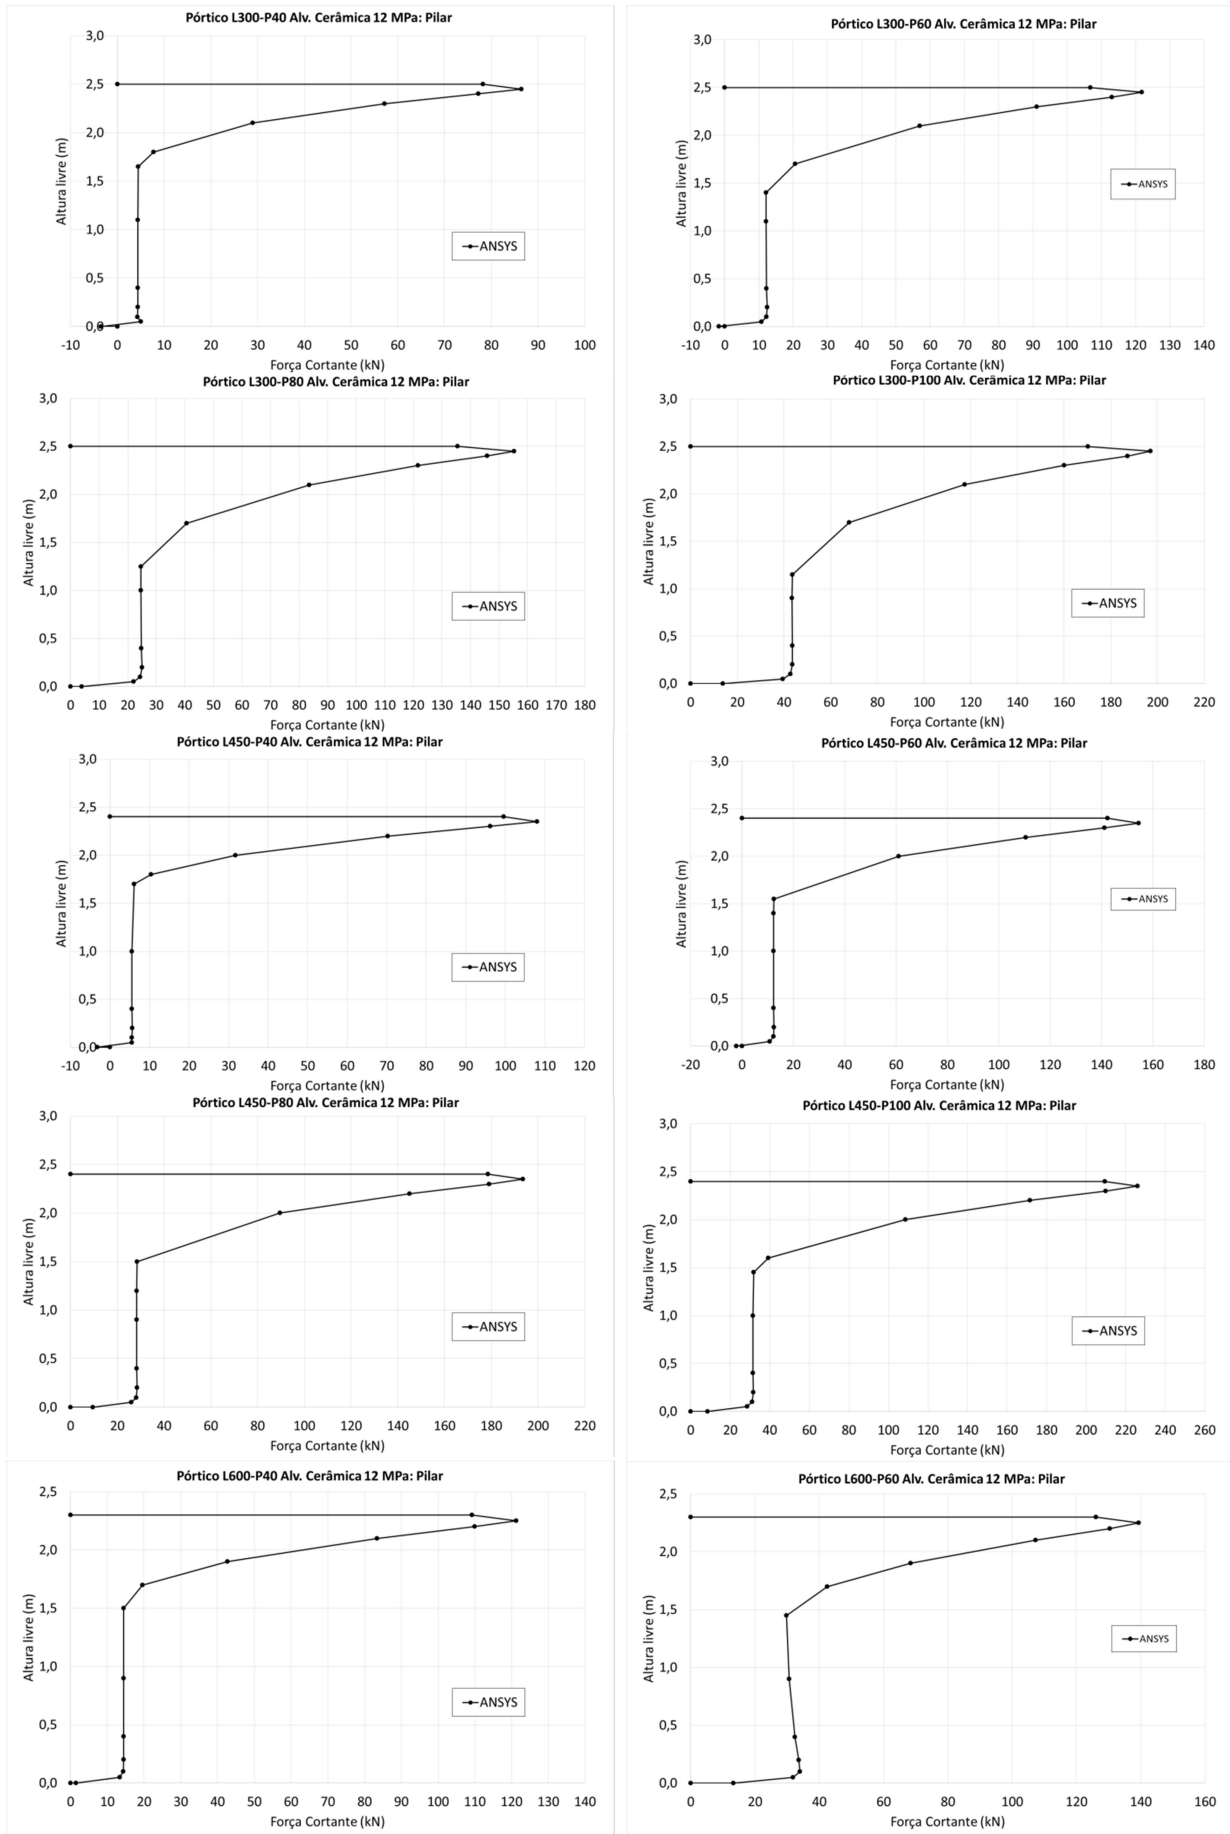 Pórtico L300-P40 Alv. Cerâmica 12 MPa: Pilar
3,0
2,5
2,0
1,5
1,0
0,5
0,0
Altura livre (m)
ANSYS
-10 0 10 20 30 40 50 60 70 80 90 100
Força Cortante (kN)
Pórtico L300-P60 Alv. Cerâmica 12 MPa: Pilar
3,0
2,5
2,0
1,5
1,0
0,5
0,0
Altura livre (m)
ANSYS
-10 0 10 20 30 40 50 60 70 80 90 100 110 120 130 140
Força Cortante (kN)
Pórtico L300-P80 Alv. Cerâmica 12 MPa: Pilar
3,0
2,5
2,0
1,5
1,0
0,5
0,0
Altura livre (m)
ANSYS
0 10 20 30 40 50 60 70 80 90 100 110 120 130 140 150 160 170 180
Força Cortante (kN)
Pórtico L300-P100 Alv. Cerâmica 12 MPa: Pilar
3,0
2,5
2,0
1,5
1,0
0,5
0,0
Altura livre (m)
ANSYS
0 20 40 60 80 100 120 140 160 180 200 220
Força Cortante (kN)
Pórtico L450-P40 Alv. Cerâmica 12 MPa: Pilar
3,0
2,5
2,0
1,5
1,0
0,5
0,0
Altura livre (m)
ANSYS
-10 0 10 20 30 40 50 60 70 80 90 100 110 120
Força Cortante (kN)
Pórtico L450-P60 Alv. Cerâmica 12 MPa: Pilar
3,0
2,5
2,0
1,5
1,0
0,5
0,0
Altura livre (m)
ANSYS
-20 0 20 40 60 80 100 120 140 160 180
Força Cortante (kN)
Pórtico L450-P80 Alv. Cerâmica 12 MPa: Pilar
3,0
2,5
2,0
1,5
1,0
0,5
0,0
Altura livre (m)
ANSYS
0 20 40 60 80 100 120 140 160 180 200 220
Força Cortante (kN)
Pórtico L450-P100 Alv. Cerâmica 12 MPa: Pilar
3,0
2,5
2,0
1,5
1,0
0,5
0,0
Altura livre (m)
ANSYS
0 20 40 60 80 100 120 140 160 180 200 220 240 260
Força Cortante (kN)
Pórtico L600-P40 Alv. Cerâmica 12 MPa: Pilar
2,5
2,0
1,5
1,0
0,5
0,0
Altura livre (m)
ANSYS
0 10 20 30 40 50 60 70 80 90 100 110 120 130 140
Força Cortante (kN)
Pórtico L600-P60 Alv. Cerâmica 12 MPa: Pilar
2,5
2,0
1,5
1,0
0,5
0,0
Altura livre (m)
ANSYS
0 20 40 60 80 100 120 140 160
Força Cortante (kN)